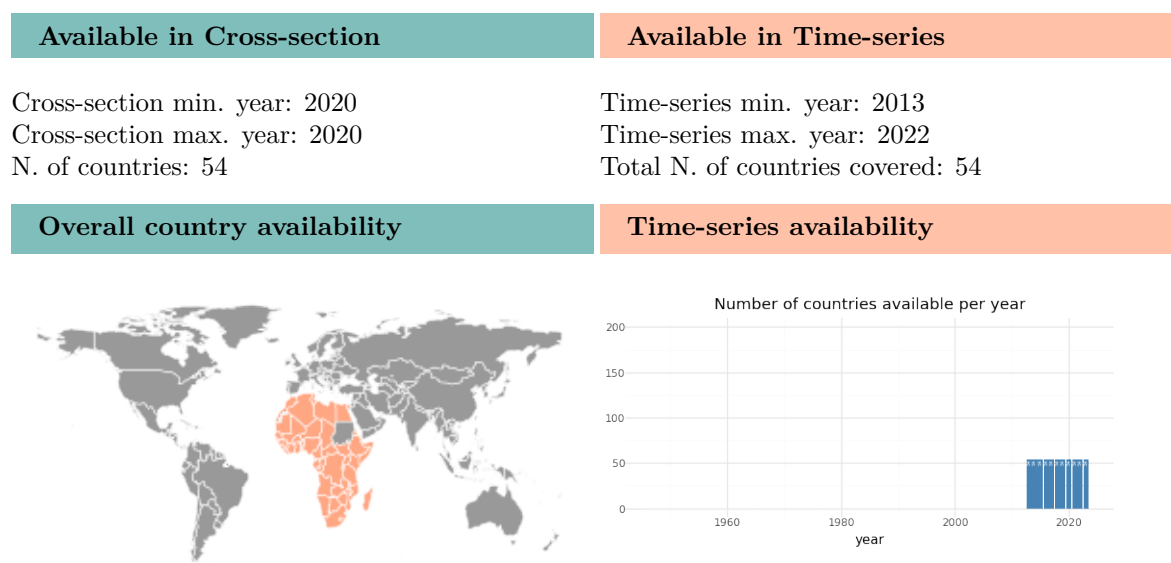 Available in Cross-section
Available in Time-series
Cross-section min. year: 2020
Cross-section max. year: 2020
N. of countries: 54
Time-series min. year: 2013
Time-series max. year: 2022
Total N. of countries covered: 54
Overall country availability
Time-series availability
Number of countries available per year
200
150
100
50
0
1960 1980 2000 2020
year